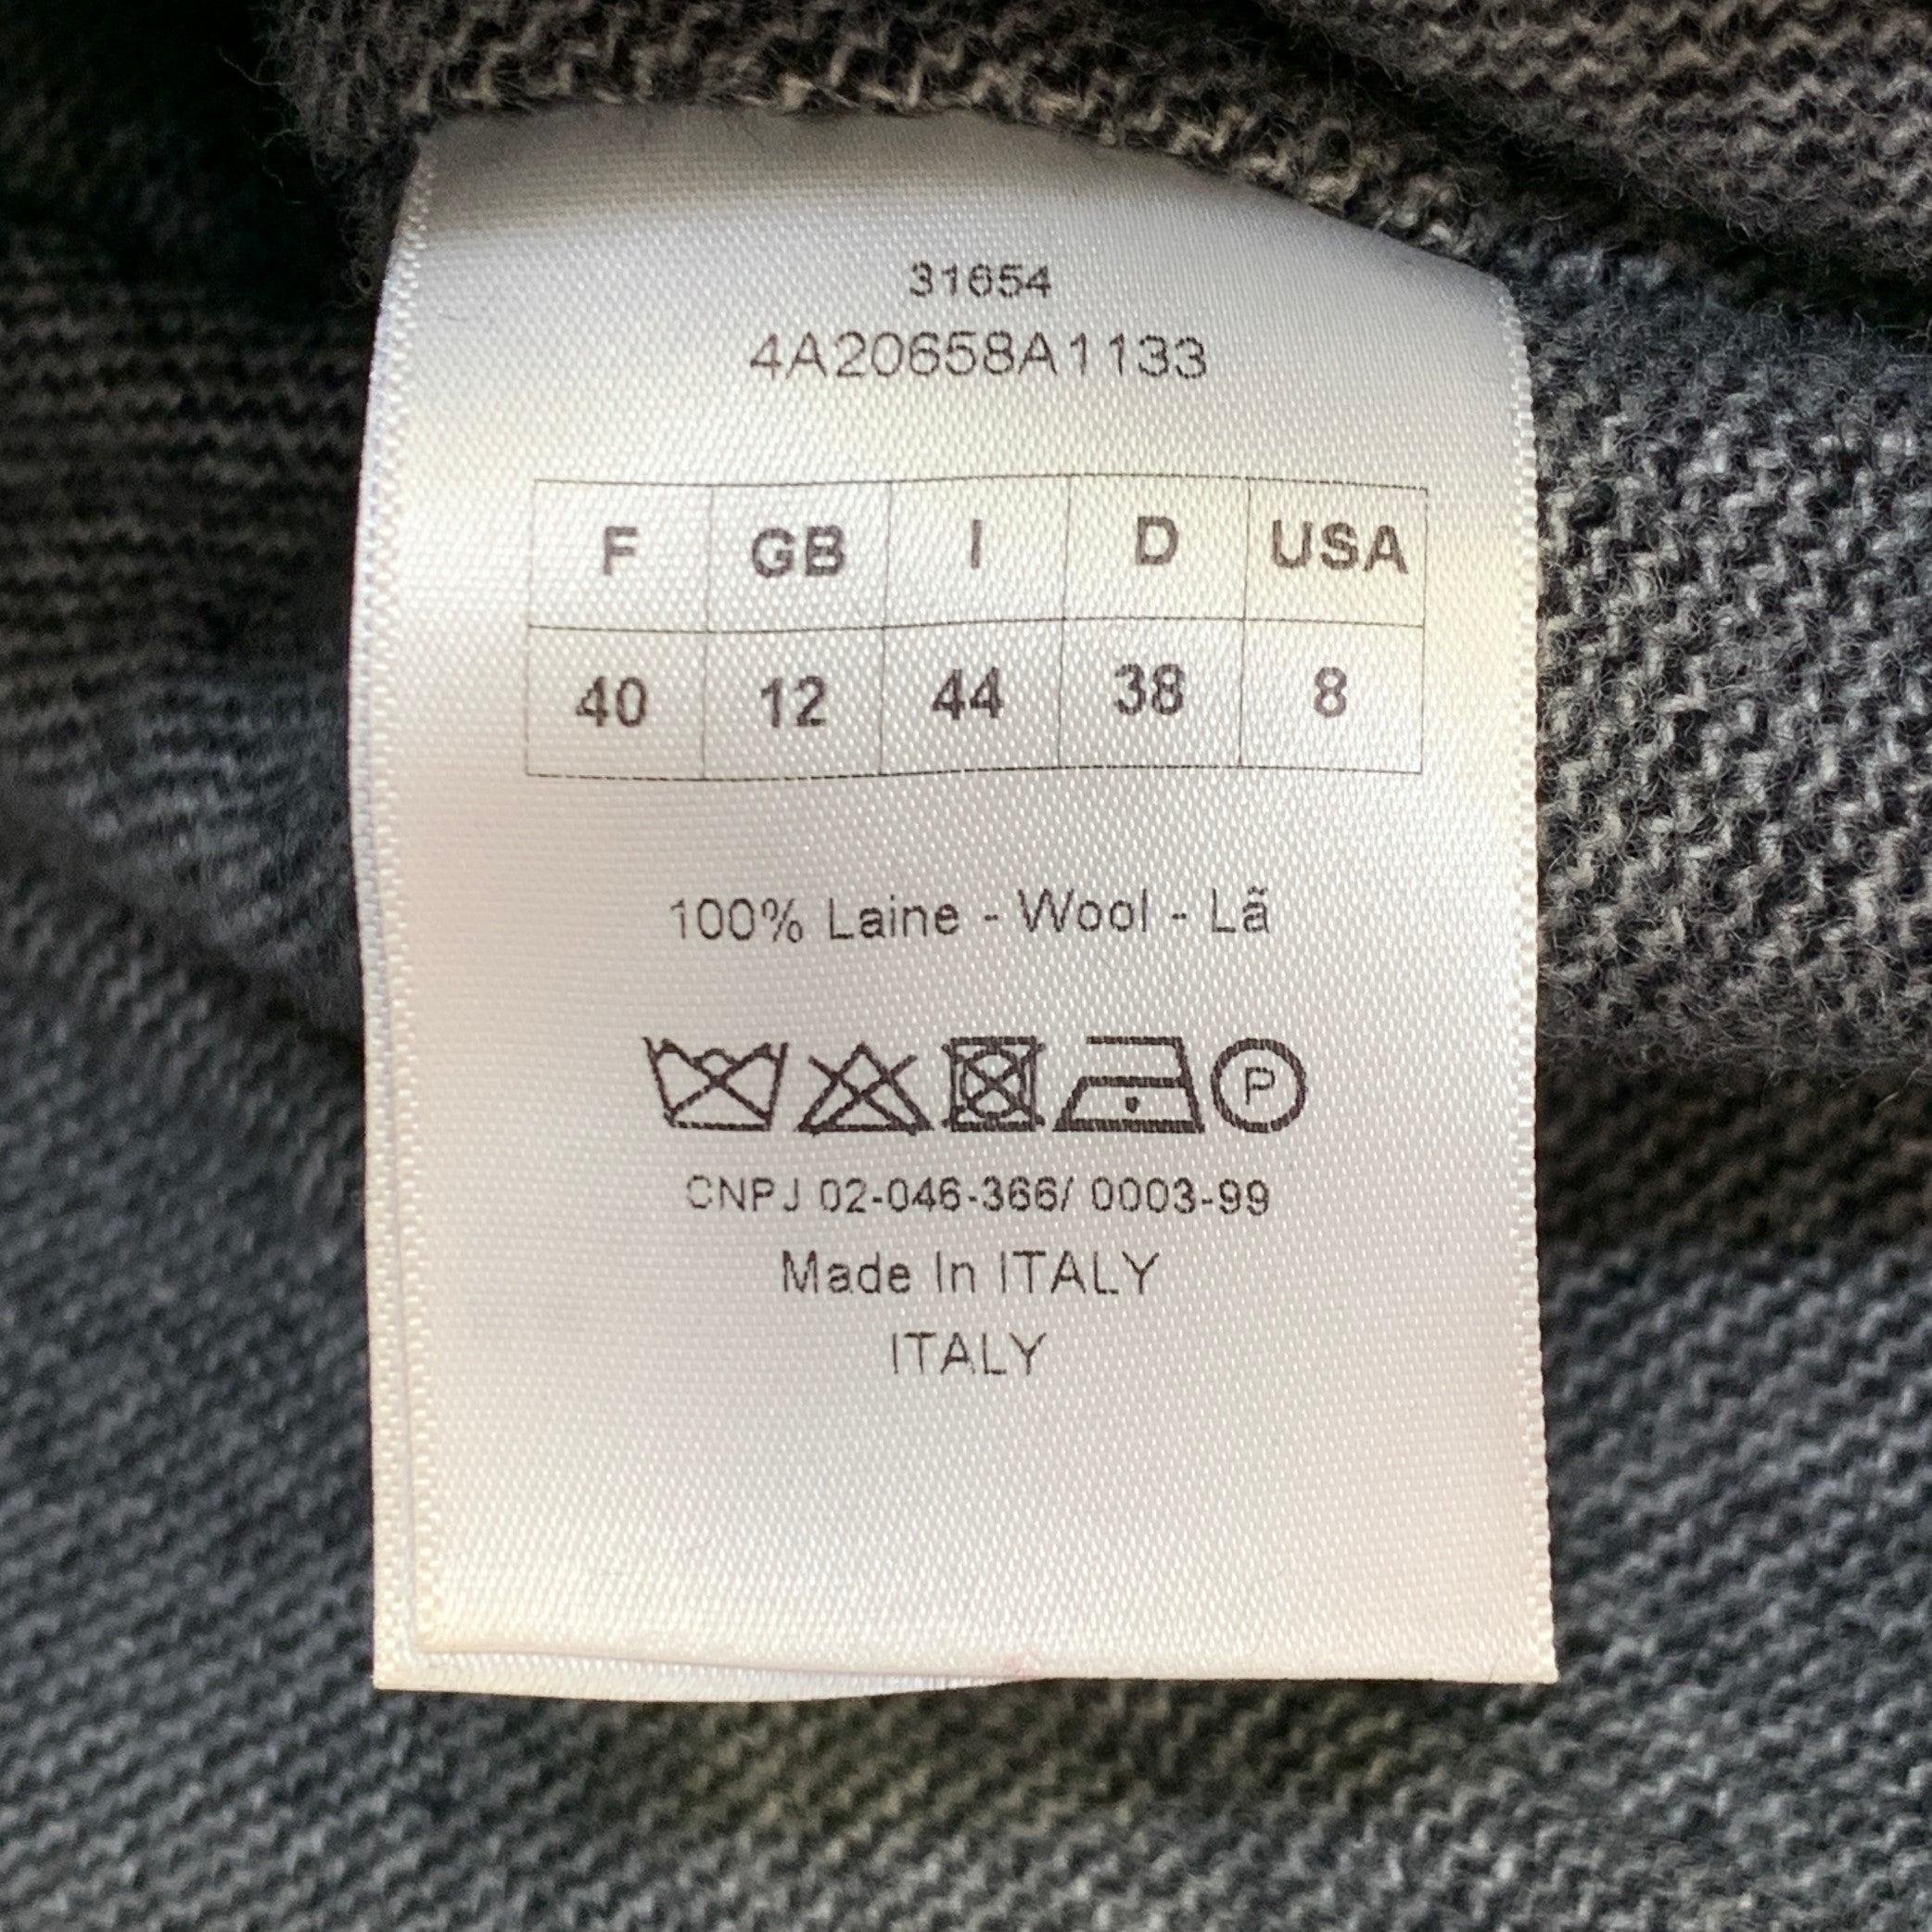 31654
4A20658A1133
F GB I D USA
40 12 44 38 8
100% Laine - Wool - Lã
P
CNPJ 02-046-366/ 0003-99
Made In ITALY
ITALY